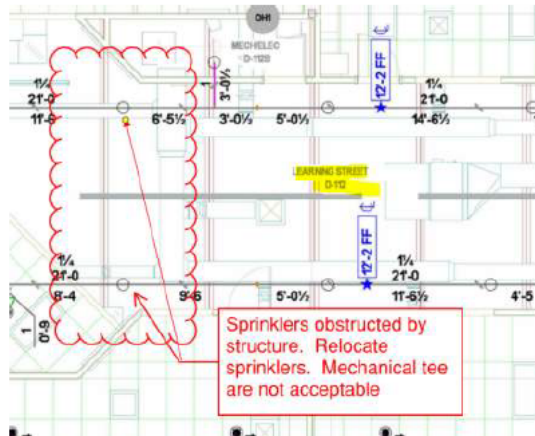 OH1
MECH/ELEC
D-112B
12'-2 FF
1¼
21'-0
11'-6
6'-5½
1
3'-0½
3'-0½
5'-0½
1¼
21'-0
14'-6½
LEARNING STREET
D-112
12'-2 FF
1¼
21'-0
8'-4
9'-6
5'-0½
1¼
21'-0
11'-6½
4'-5
1
0'-9
Sprinklers obstructed by
structure. Relocate
sprinklers. Mechanical tee
are not acceptable